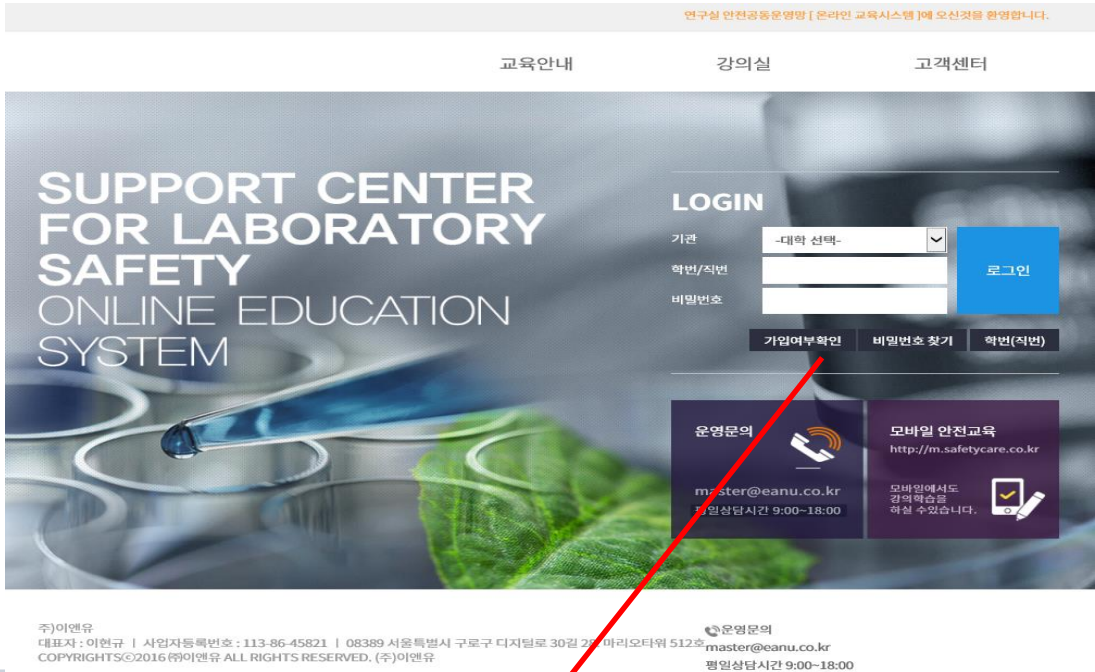 연구실 안전공동운영망 [ 온라인 교육시스템 ]에 오신것을 환영합니다.
교육안내 강의실 고객센터
SUPPORT CENTER
FOR LABORATORY
SAFETY
ONLINE EDUCATION
SYSTEM
LOGIN
기관 -대학 선택-
학번/직번
비밀번호
로그인
가입여부확인 비밀번호 찾기 학번(직번)
운영문의
master@eanu.co.kr
평일상담시간 9:00~18:00
모바일 안전교육
http://m.safetycare.co.kr
모바일에서도
강의학습을
하실 수있습니다.
주)이앤유
대표자 : 이현규 | 사업자등록번호 : 113-86-45821 | 08389 서울특별시 구로구 디지털로 30길 28, 마리오타워 512호
COPYRIGHTSⓒ2016 ㈜이앤유 ALL RIGHTS RESERVED. (주)이앤유
운영문의
master@eanu.co.kr
평일상담시간 9:00~18:00